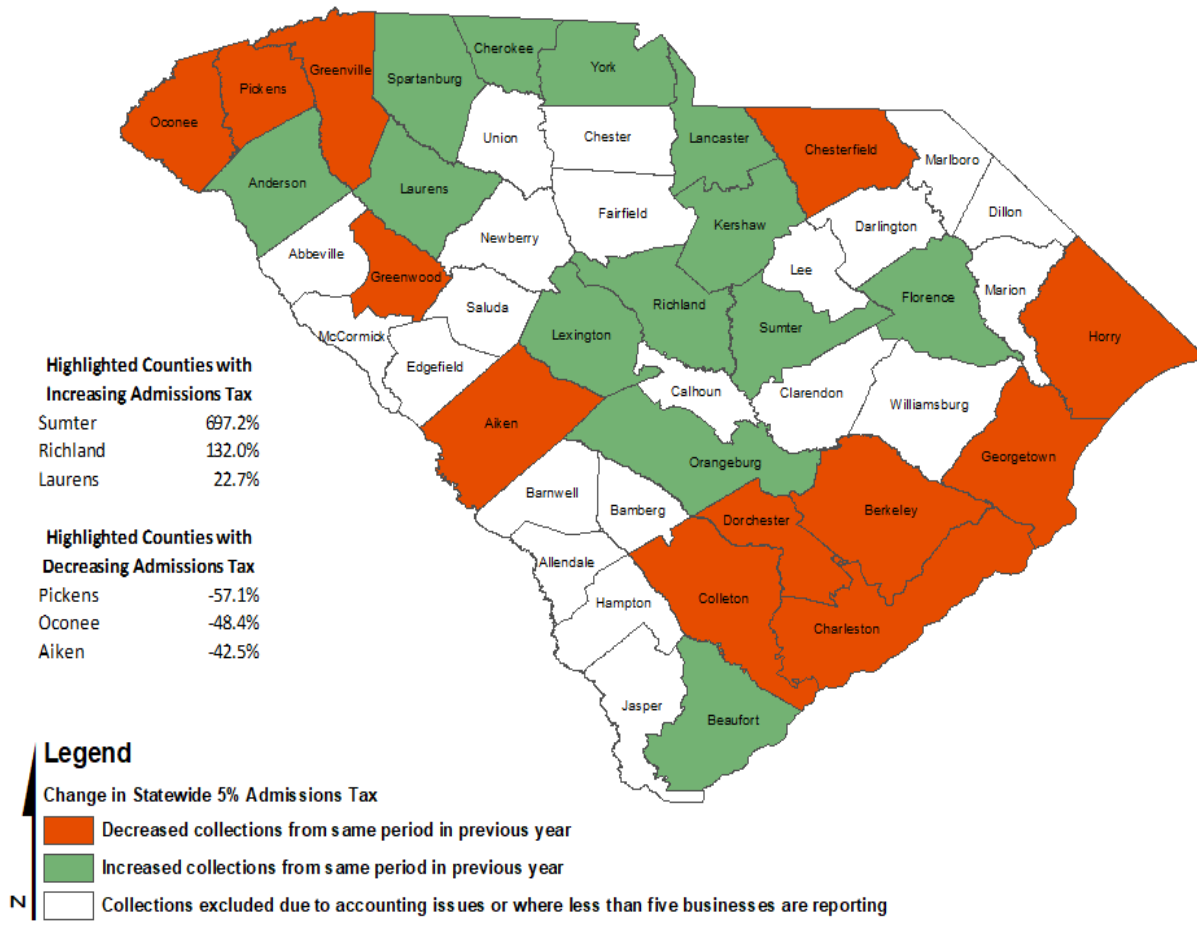 Cherokee
York
Greenville
Spartanburg
Pickens
Oconee
Union
Chester
Lancaster
Chesterfield
Marlboro
Anderson
Laurens
Fairfield
Kershaw
Darlington
Dillon
Abbeville
Newberry
Greenwood
Lee
Saluda
Richland
Florence
Marion
McCormick
Lexington
Sumter
Horry
Edgefield
Calhoun
Clarendon
Williamsburg
Aiken
Orangeburg
Georgetown
Barnwell
Bamberg
Dorchester
Berkeley
Allendale
Hampton
Colleton
Charleston
Jasper
Beaufort
Highlighted Counties with
Increasing Admissions Tax
Sumter 697.2%
Richland 132.0%
Laurens 22.7%
Highlighted Counties with
Decreasing Admissions Tax
Pickens -57.1%
Oconee -48.4%
Aiken -42.5%
Legend
Change in Statewide 5% Admissions Tax
Decreased collections from same period in previous year
Increased collections from same period in previous year
N
Collections excluded due to accounting issues or where less than five businesses are reporting